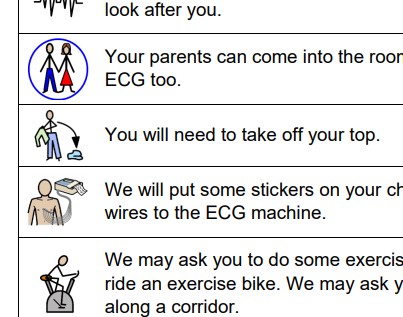 look after you.
Your parents can come into the room
ECG too.
You will need to take off your top.
We will put some stickers on your ch
wires to the ECG machine.
We may ask you to do some exercis
ride an exercise bike. We may ask y
along a corridor.